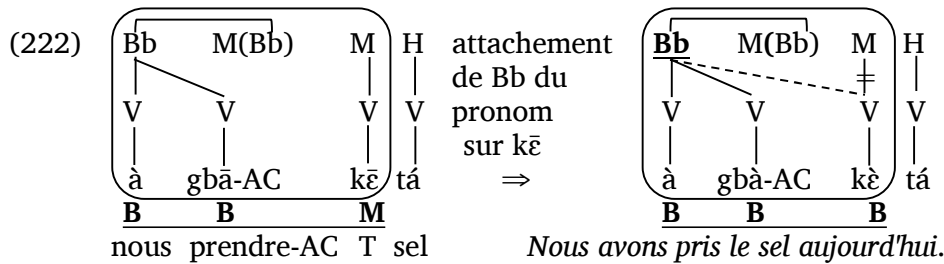 (222) Bb M(Bb) M H attachement Bb M(Bb) M H
de Bb du
V V V V pronom V V V V
sur kɛ̄
à gbā-AC kɛ̄ tá ⇒ à gbà-AC kɛ̀ tá
B B M B B B
nous prendre-AC T sel Nous avons pris le sel aujourd'hui.